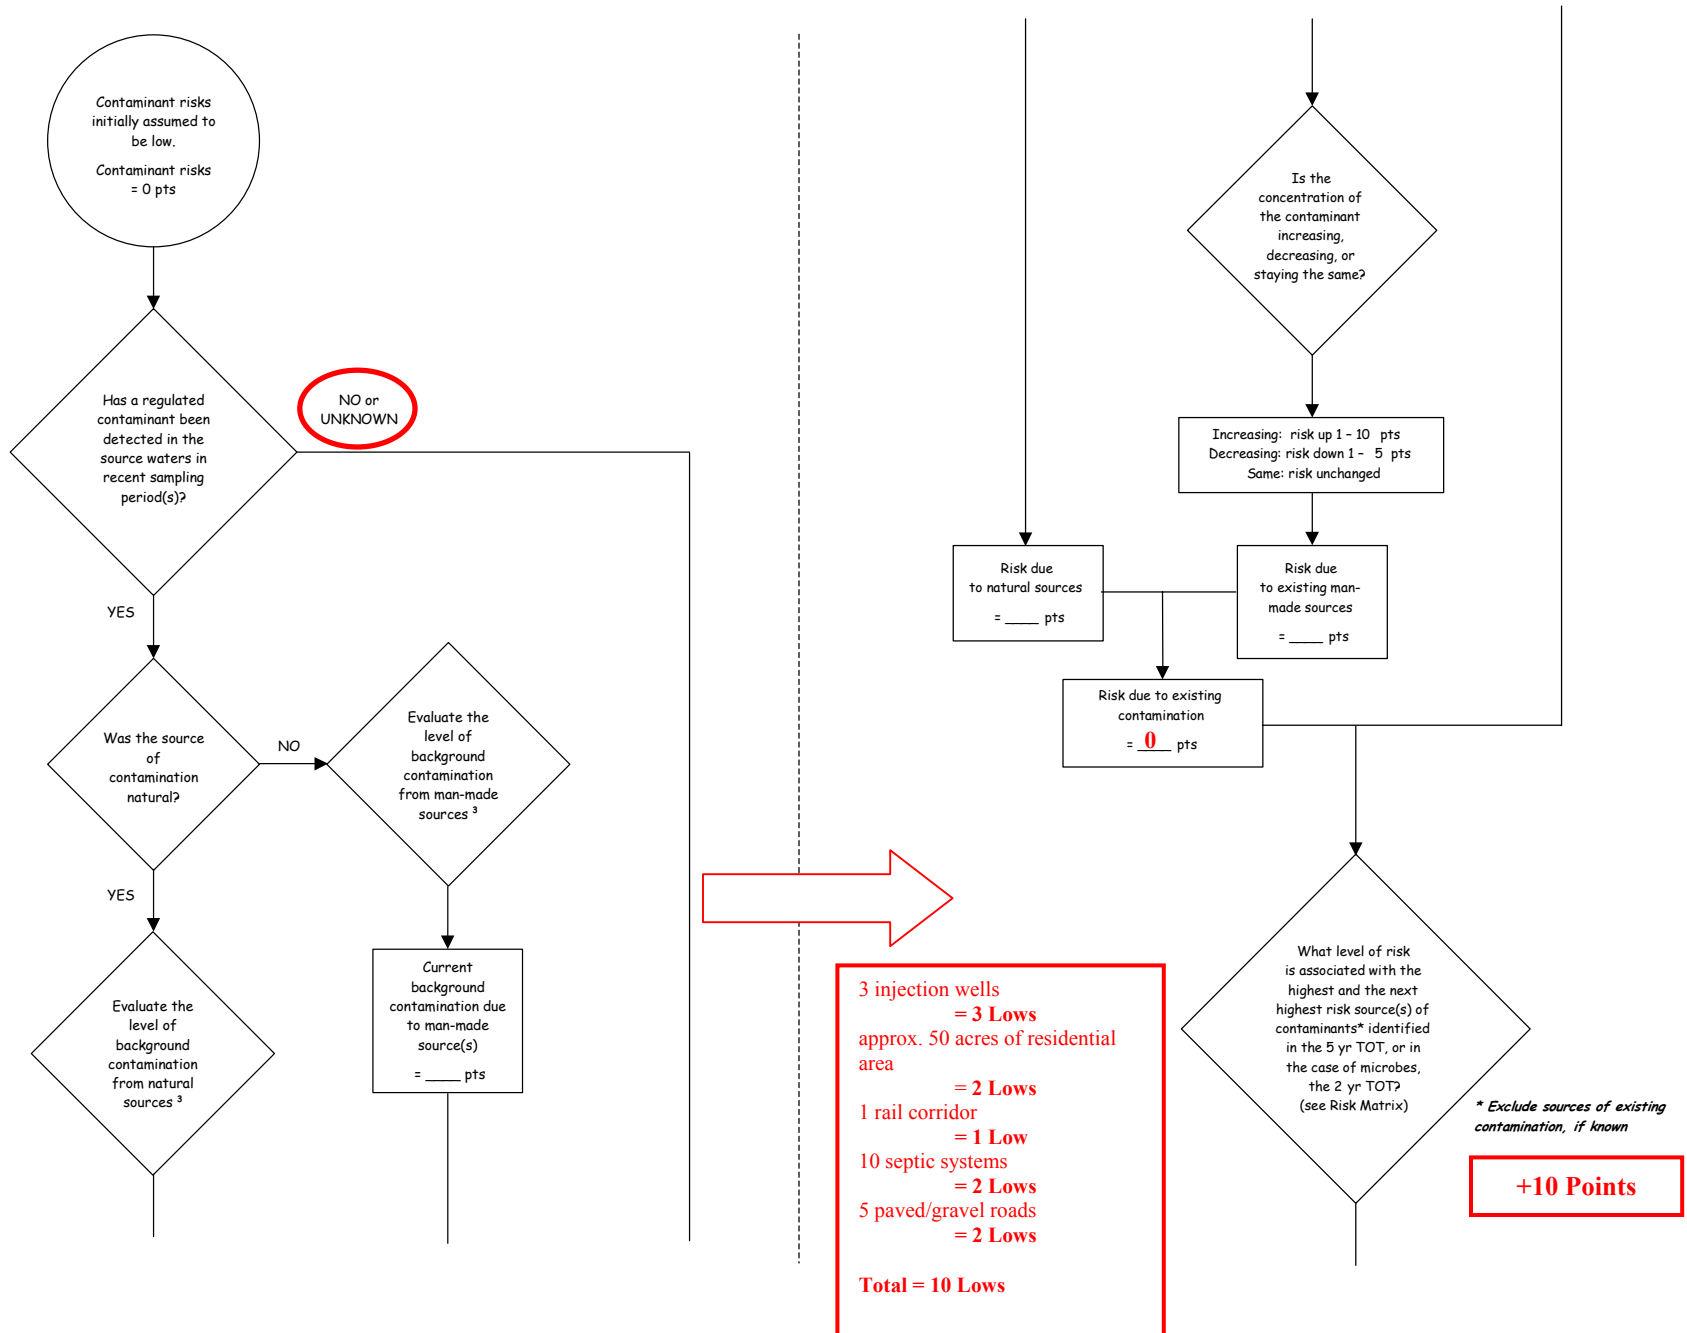 Contaminant risks
initially assumed to
be low.
Contaminant risks
= 0 pts
Has a regulated
contaminant been
detected in the
source waters in
recent sampling
period(s)?
NO or
UNKNOWN
YES
Was the source
of
contamination
natural?
NO
Evaluate the
level of
background
contamination
from man-made
sources ³
YES
Evaluate the
level of
background
contamination
from natural
sources ³
Current
background
contamination due
to man-made
source(s)
= ____ pts
Is the
concentration of
the contaminant
increasing,
decreasing, or
staying the same?
Increasing: risk up 1 – 10 pts
Decreasing: risk down 1 – 5 pts
Same: risk unchanged
Risk due
to natural sources
= ____ pts
Risk due
to existing man-
made sources
= ____ pts
Risk due to existing
contamination
= 0 pts
3 injection wells
= 3 Lows
approx. 50 acres of residential
area
= 2 Lows
1 rail corridor
= 1 Low
10 septic systems
= 2 Lows
5 paved/gravel roads
= 2 Lows
Total = 10 Lows
What level of risk
is associated with the
highest and the next
highest risk source(s) of
contaminants* identified
in the 5 yr TOT, or in
the case of microbes,
the 2 yr TOT?
(see Risk Matrix)
* Exclude sources of existing
contamination, if known
+10 Points